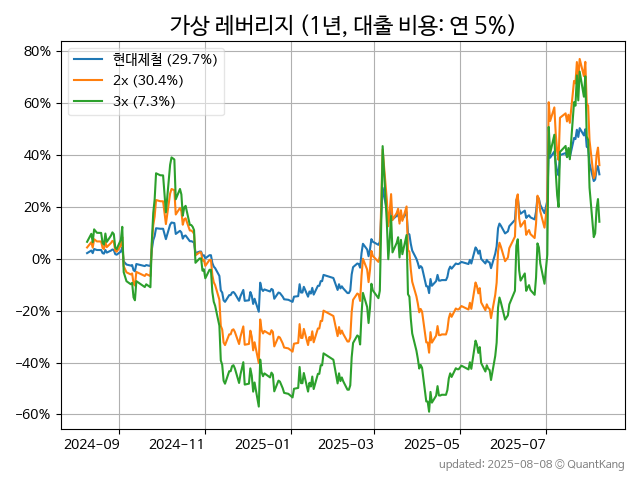 가상 레버리지 (1년, 대출 비용: 연 5%)
80%
60%
40%
20%
0%
−20%
−40%
−60%
현대제철 (29.7%)
2x (30.4%)
3x (7.3%)
2024-09
2024-11
2025-01
2025-03
2025-05
2025-07
updated: 2025-08-08 © QuantKang